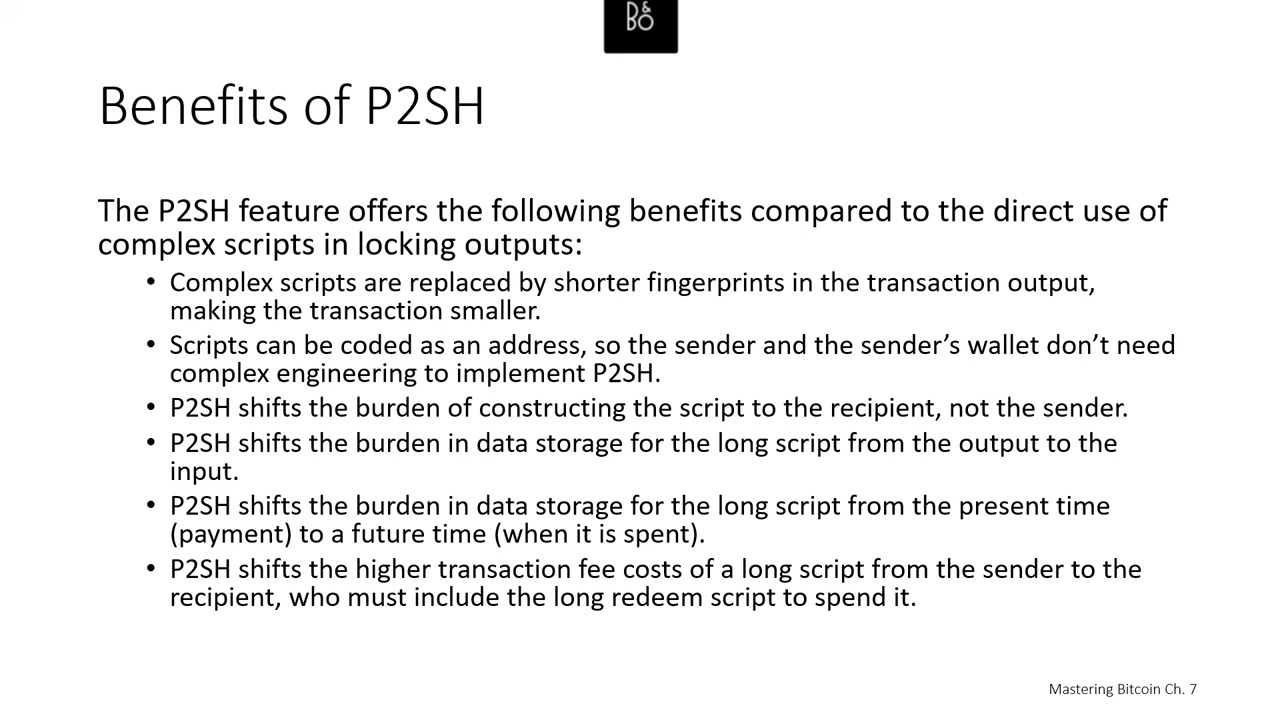 B&O
Benefits of P2SH
The P2SH feature offers the following benefits compared to the direct use of
complex scripts in locking outputs:
• Complex scripts are replaced by shorter fingerprints in the transaction output,
making the transaction smaller.
• Scripts can be coded as an address, so the sender and the sender’s wallet don’t need
complex engineering to implement P2SH.
• P2SH shifts the burden of constructing the script to the recipient, not the sender.
• P2SH shifts the burden in data storage for the long script from the output to the
input.
• P2SH shifts the burden in data storage for the long script from the present time
(payment) to a future time (when it is spent).
• P2SH shifts the higher transaction fee costs of a long script from the sender to the
recipient, who must include the long redeem script to spend it.
Mastering Bitcoin Ch. 7